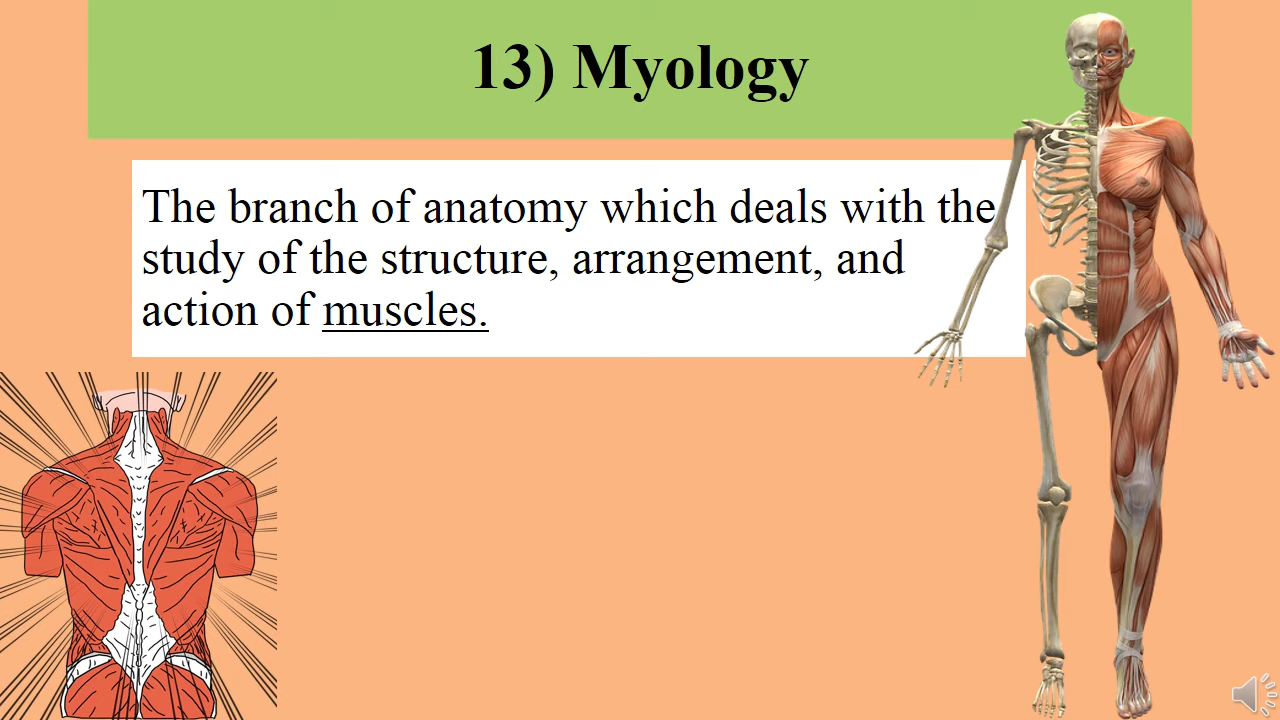 13) Myology
The branch of anatomy which deals with the
study of the structure, arrangement, and
action of muscles.